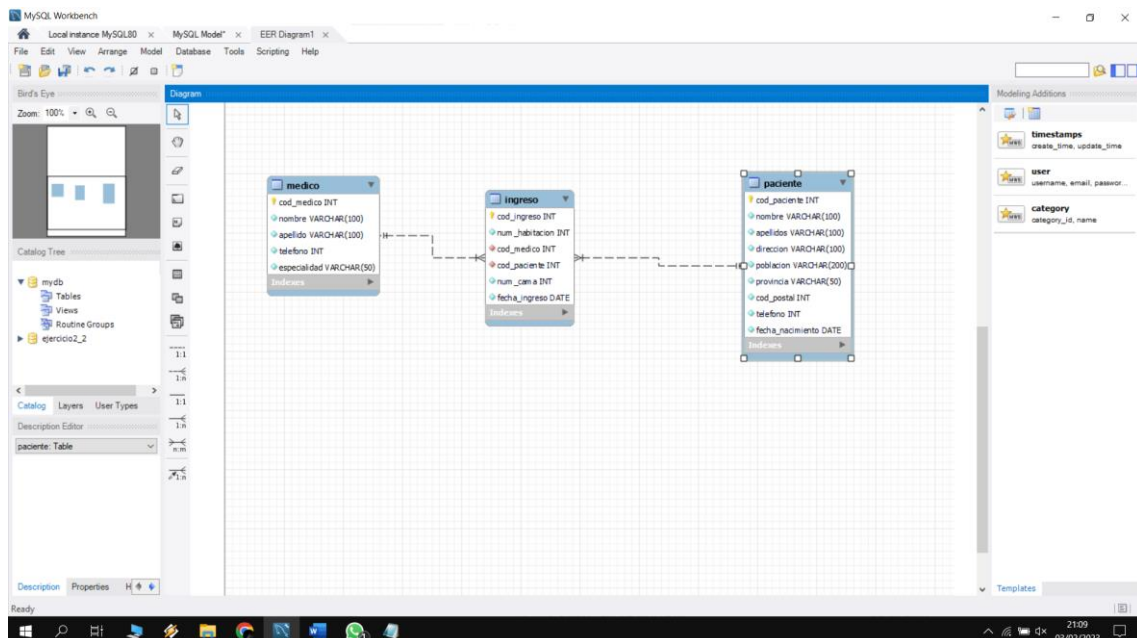 MySQL Workbench
Local instance MySQL80 × MySQL Model* × EER Diagram1 ×
File Edit View Arrange Model Database Tools Scripting Help
Bird's Eye
Zoom: 100%
Diagram
Modeling Additions
timestamps
create_time, update_time
user
username, email, passwor...
category
category_id, name
medico
cod_medico INT
nombre VARCHAR(100)
apellido VARCHAR(100)
telefono INT
especialidad VARCHAR(50)
Indexes
ingreso
cod_ingreso INT
num_habitacion INT
cod_medico INT
cod_paciente INT
num_cama INT
fecha_ingreso DATE
Indexes
paciente
cod_paciente INT
nombre VARCHAR(100)
apellidos VARCHAR(100)
direccion VARCHAR(100)
poblacion VARCHAR(200)
provincia VARCHAR(50)
cod_postal INT
telefono INT
fecha_nacimiento DATE
Indexes
Catalog Tree
mydb
Tables
Views
Routine Groups
ejercicio2_2
1:1
1:n
1:1
1:n
n:m
1:n
Catalog Layers User Types
Description Editor
paciente: Table
Description Properties H
Templates
Ready
21:09